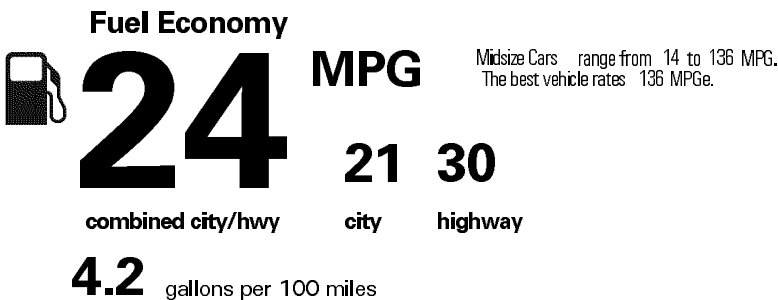 Fuel Economy
24 MPG
Midsize Cars range from 14 to 136 MPG.
The best vehicle rates 136 MPGe.
21 30
combined city/hwy city highway
4.2 gallons per 100 miles